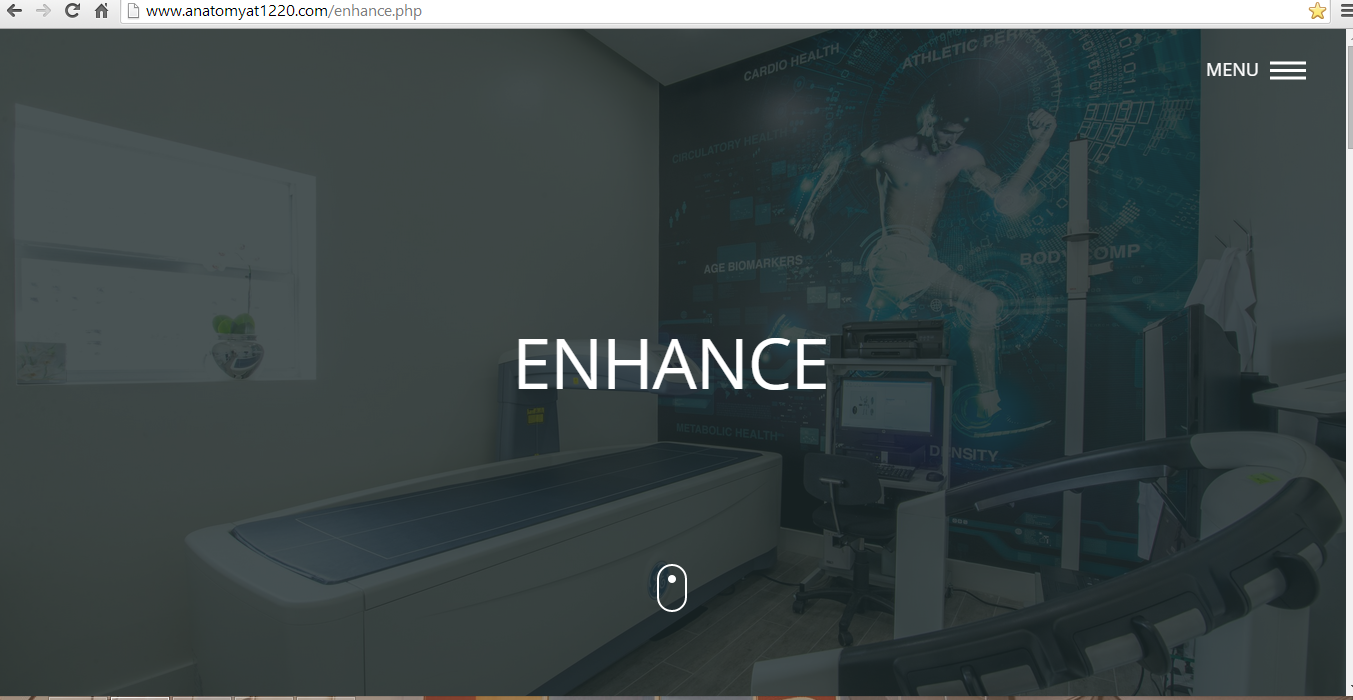 www.anatomyat1220.com/enhance.php
MENU
CARDIO HEALTH
ATHLETIC
CIRCULATORY HEALTH
AGE BIOMARKERS
BODY COMP
ENHANCE
METABOLIC HEALTH
DENSITY